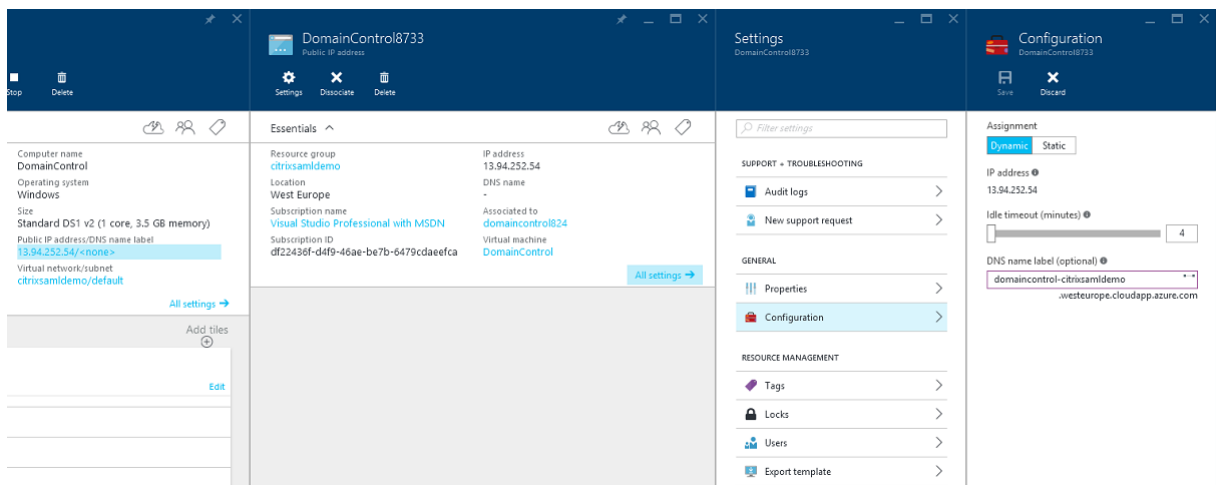 Stop
Delete
Computer name
DomainControl
Operating system
Windows
Size
Standard DS1 v2 (1 core, 3.5 GB memory)
Public IP address/DNS name label
13.94.252.54/<none>
Virtual network/subnet
citrixsamldemo/default
All settings →
Add tiles
Edit
DomainControl8733
Public IP address
Settings
Dissociate
Delete
Essentials
Resource group
citrixsamldemo
Location
West Europe
Subscription name
Visual Studio Professional with MSDN
Subscription ID
df22436f-d4f9-46ae-be7b-6479cdaeefca
IP address
13.94.252.54
DNS name
-
Associated to
domaincontrol824
Virtual machine
DomainControl
All settings →
Settings
DomainControl8733
Filter settings
SUPPORT + TROUBLESHOOTING
Audit logs
New support request
GENERAL
Properties
Configuration
RESOURCE MANAGEMENT
Tags
Locks
Users
Export template
Configuration
DomainControl8733
Save
Discard
Assignment
Dynamic Static
IP address
13.94.252.54
Idle timeout (minutes)
4
DNS name label (optional)
domaincontrol-citrixsamldemo
.westeurope.cloudapp.azure.com